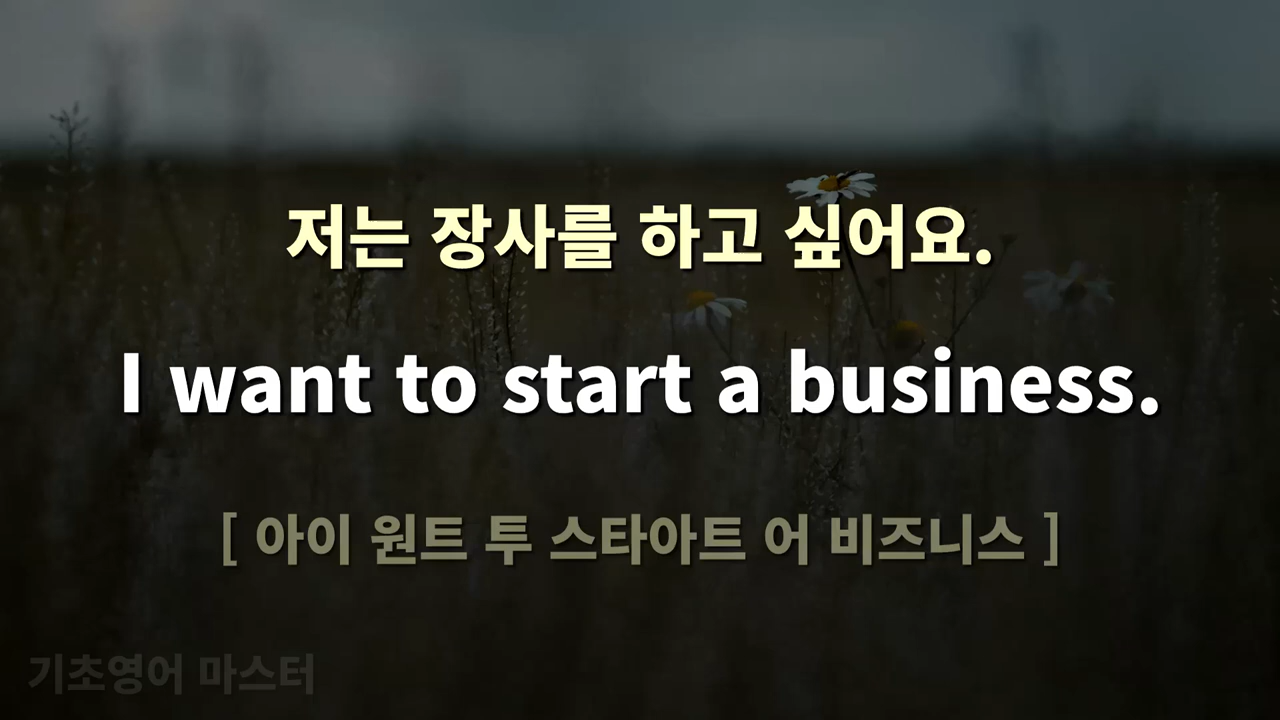 저는 장사를 하고 싶어요.
I want to start a business.
[ 아이 원트 투 스타아트 어 비즈니스 ]
기초영어 마스터